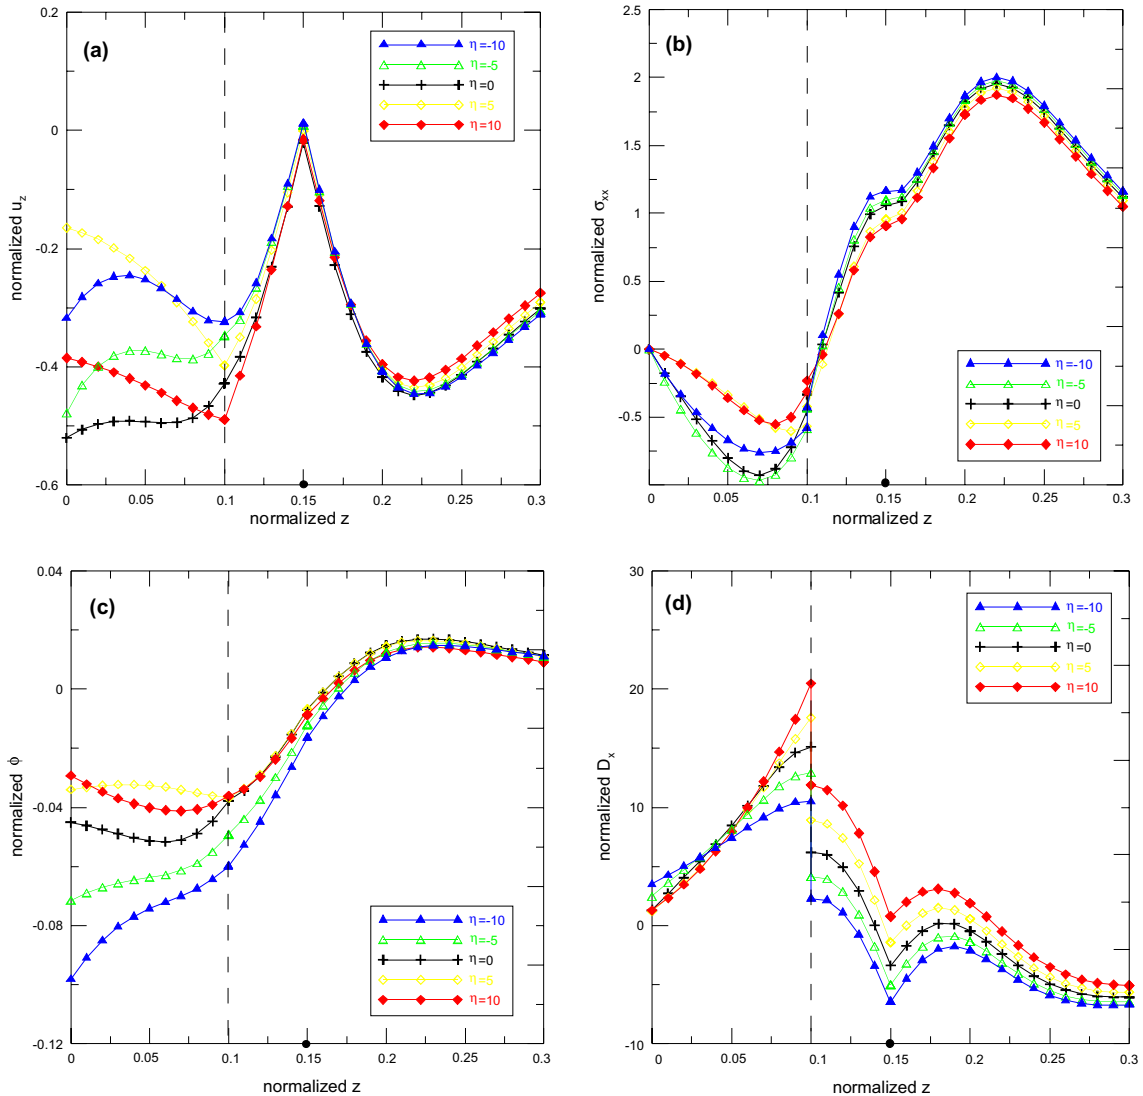 (a)
η=-10
η=-5
η=0
η=5
η=10
0.2
0
-0.2
-0.4
-0.6
normalized u_z
0
0.05
0.1
0.15
0.2
0.25
0.3
normalized z
(b)
2.5
2
1.5
1
0.5
0
-0.5
normalized σ_xx
η=-10
η=-5
η=0
η=5
η=10
0
0.05
0.1
0.15
0.2
0.25
0.3
normalized z
(c)
0.04
0
-0.04
-0.08
-0.12
normalized ϕ
η=-10
η=-5
η=0
η=5
η=10
0
0.05
0.1
0.15
0.2
0.25
0.3
normalized z
(d)
η=-10
η=-5
η=0
η=5
η=10
30
20
10
0
-10
normalized D_x
0
0.05
0.1
0.15
0.2
0.25
0.3
normalized z